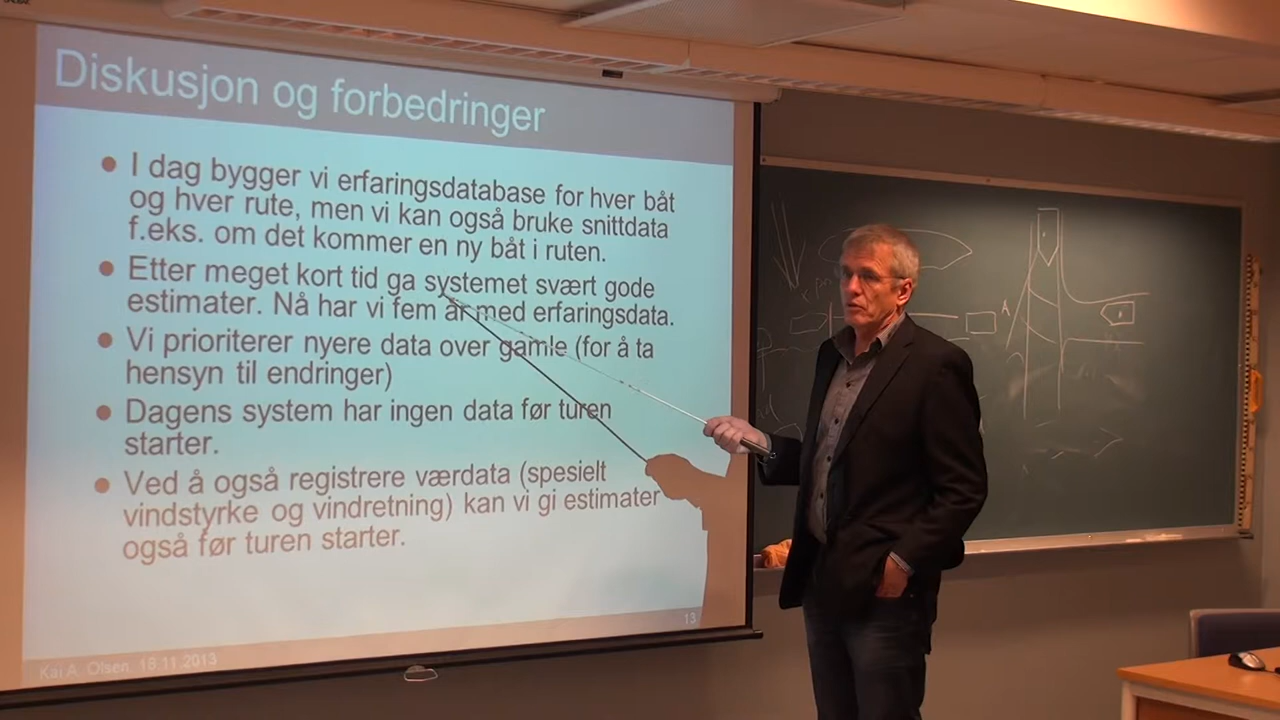 Diskusjon og forbedringer
● I dag bygger vi erfaringsdatabase for hver båt
og hver rute, men vi kan også bruke snittdata
f.eks. om det kommer en ny båt i ruten.
● Etter meget kort tid ga systemet svært gode
estimater. Nå har vi fem år med erfaringsdata.
● Vi prioriterer nyere data over gamle (for å ta
hensyn til endringer)
● Dagens system har ingen data før turen
starter.
● Ved å også registrere værdata (spesielt
vindstyrke og vindretning) kan vi gi estimater
også før turen starter.
13
Kai A. Olsen, 18.11.2013
A